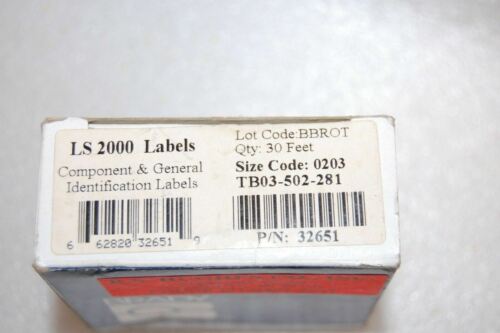 LS 2000 Labels
Component & General
Identification Labels
6 62820 32651 9
Lot Code:BBROT
Qty: 30 Feet
Size Code: 0203
TB03-502-281
P/N: 32651